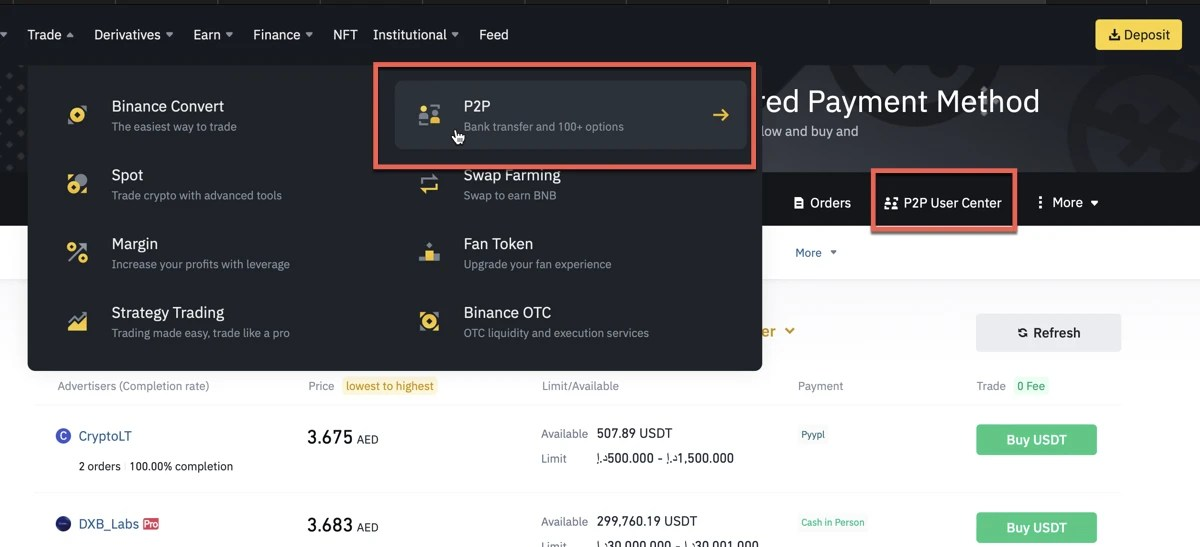 Trade Derivatives Earn Finance NFT Institutional Feed Deposit
Binance Convert
The easiest way to trade
P2P
Bank transfer and 100+ options
red Payment Method
low and buy and
Spot
Trade crypto with advanced tools
Swap Farming
Swap to earn BNB
Orders P2P User Center More
Margin
Increase your profits with leverage
Fan Token
Upgrade your fan experience
More
Strategy Trading
Trading made easy, trade like a pro
Binance OTC
OTC liquidity and execution services
er
Refresh
Advertisers (Completion rate) Price lowest to highest Limit/Available Payment Trade 0 Fee
C CryptoLT 3.675 AED Available 507.89 USDT Pyypl Buy USDT
2 orders 100.00% completion Limit د.إ500.000 - د.إ1,500.000
DXB_Labs Pro 3.683 AED Available 299,760.19 USDT Cash in Person Buy USDT
Limit د.إ30,000.000 - د.إ30,001.000